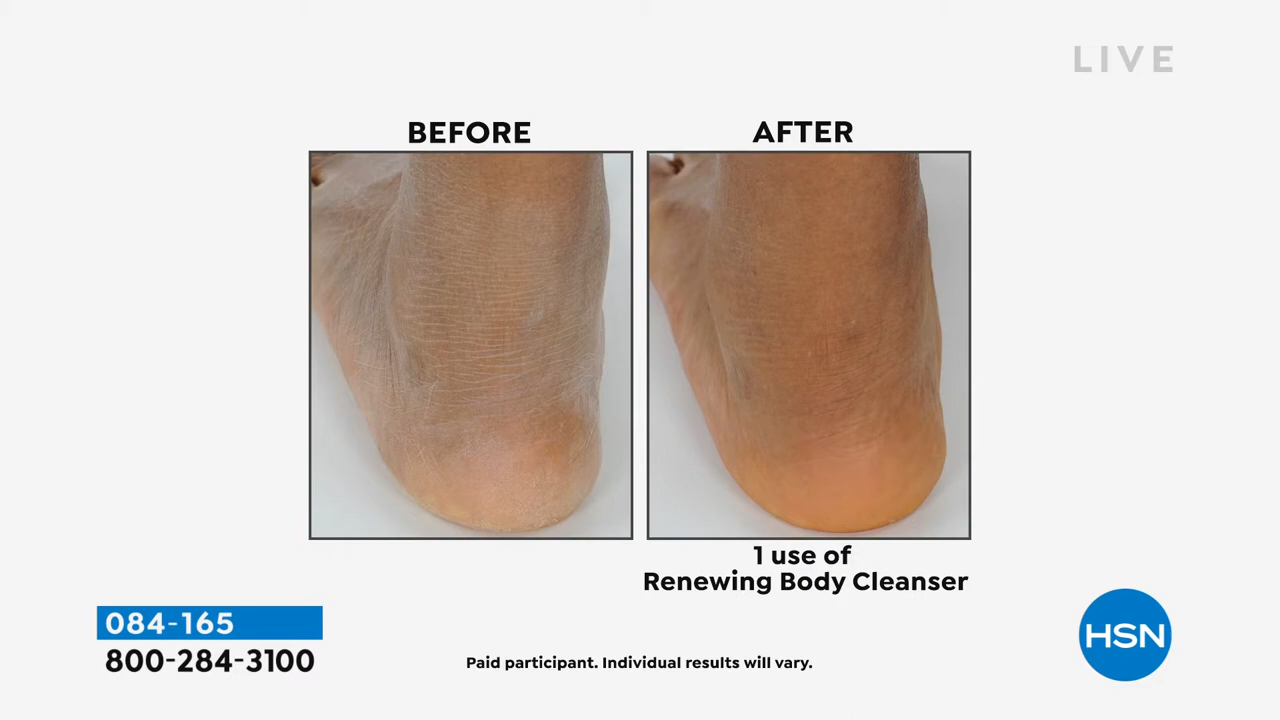 LIVE
BEFORE
AFTER
1 use of
Renewing Body Cleanser
084-165
800-284-3100
Paid participant. Individual results will vary.
HSN